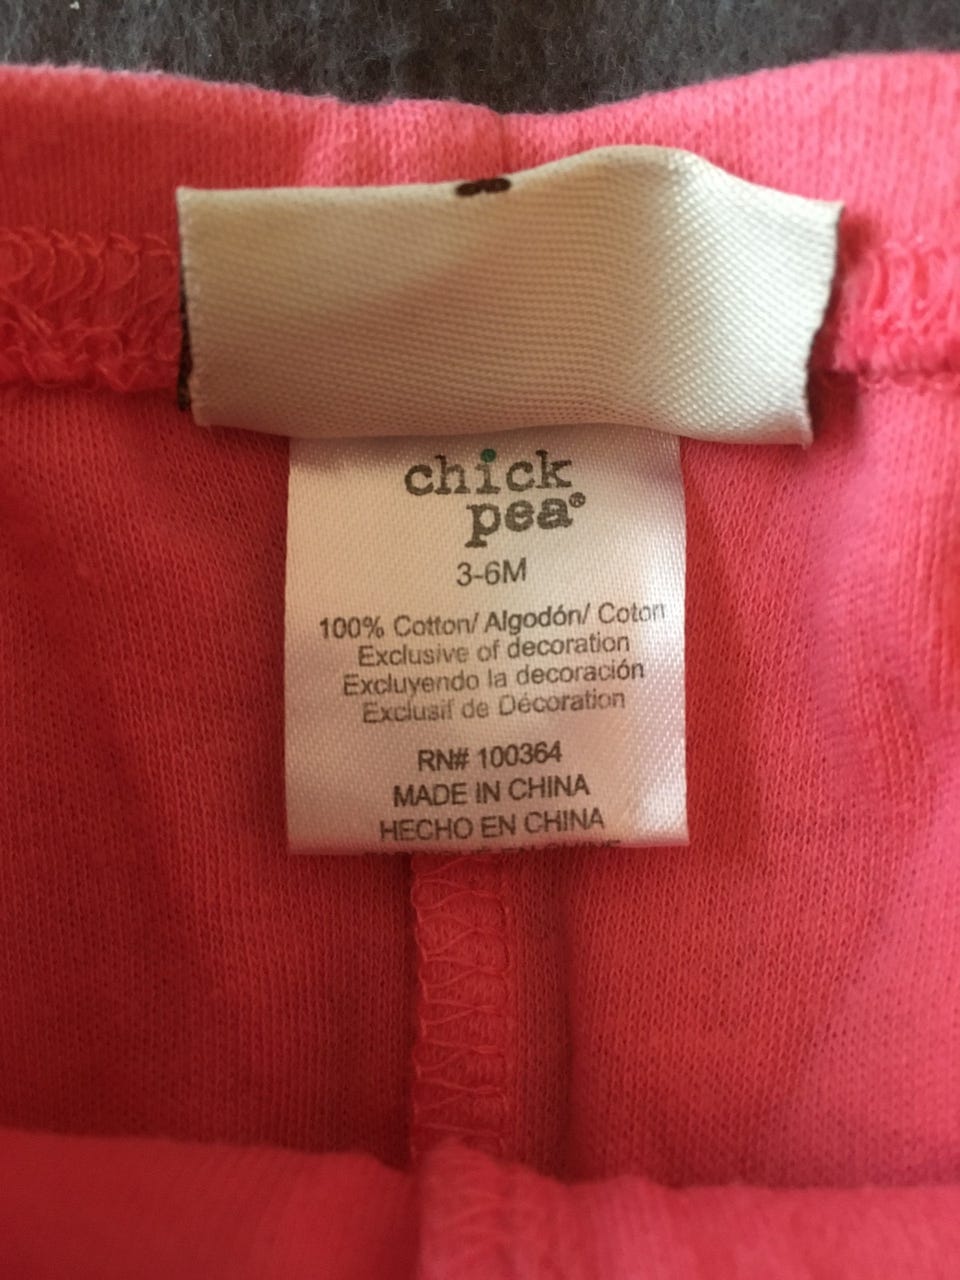 chick
pea®
3-6M
100% Cotton/ Algodón/ Coton
Exclusive of decoration
Excluyendo la decoración
Exclusif de Décoration
RN# 100364
MADE IN CHINA
HECHO EN CHINA